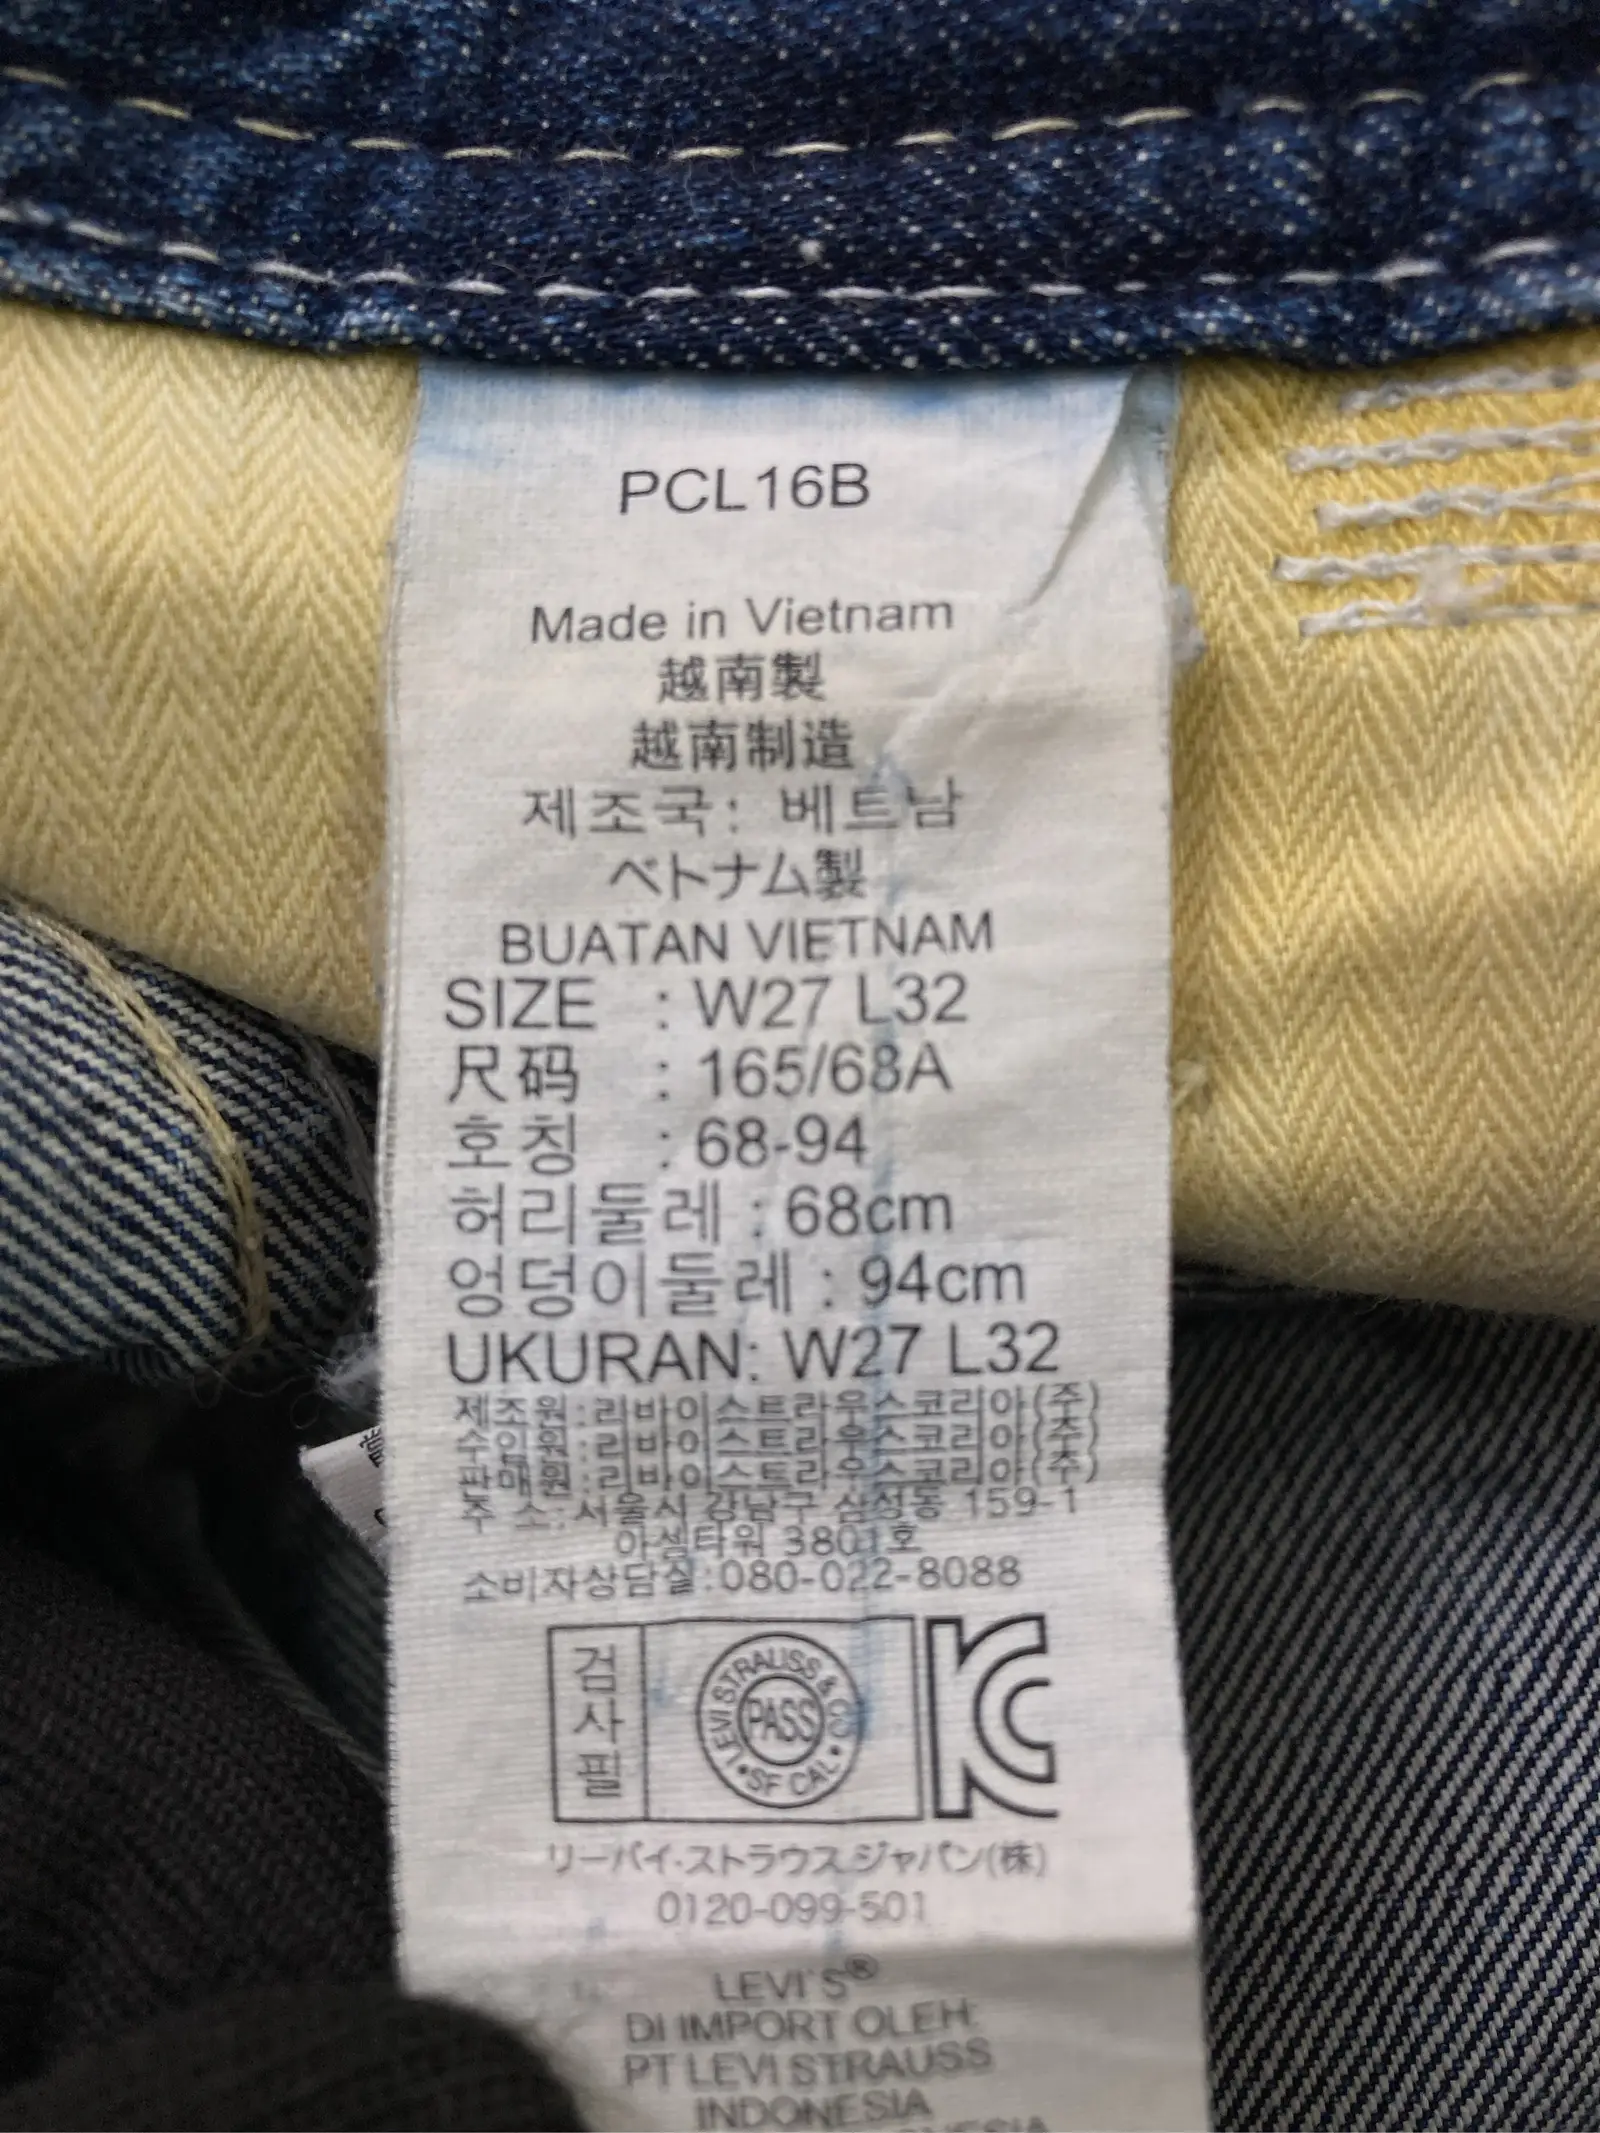 PCL16B
Made in Vietnam
越南製
越南制造
제조국: 베트남
ベトナム製
BUATAN VIETNAM
SIZE : W27 L32
尺码 : 165/68A
호칭 : 68-94
허리둘레 : 68cm
엉덩이둘레 : 94cm
UKURAN: W27 L32
제조원:리바이스트라우스코리아(주)
수입원:리바이스트라우스코리아(주)
판매원:리바이스트라우스코리아(주)
주 소:서울시 강남구 삼성동 159-1
아셈타워 3801호
소비자상담실:080-022-8088
검사필
LEVI STRAUSS & CO
PASS
SF CAL
KC
リーバイ·ストラウス ジャパン(株)
0120-099-501
LEVI'S®
DI IMPORT OLEH:
PT LEVI STRAUSS
INDONESIA